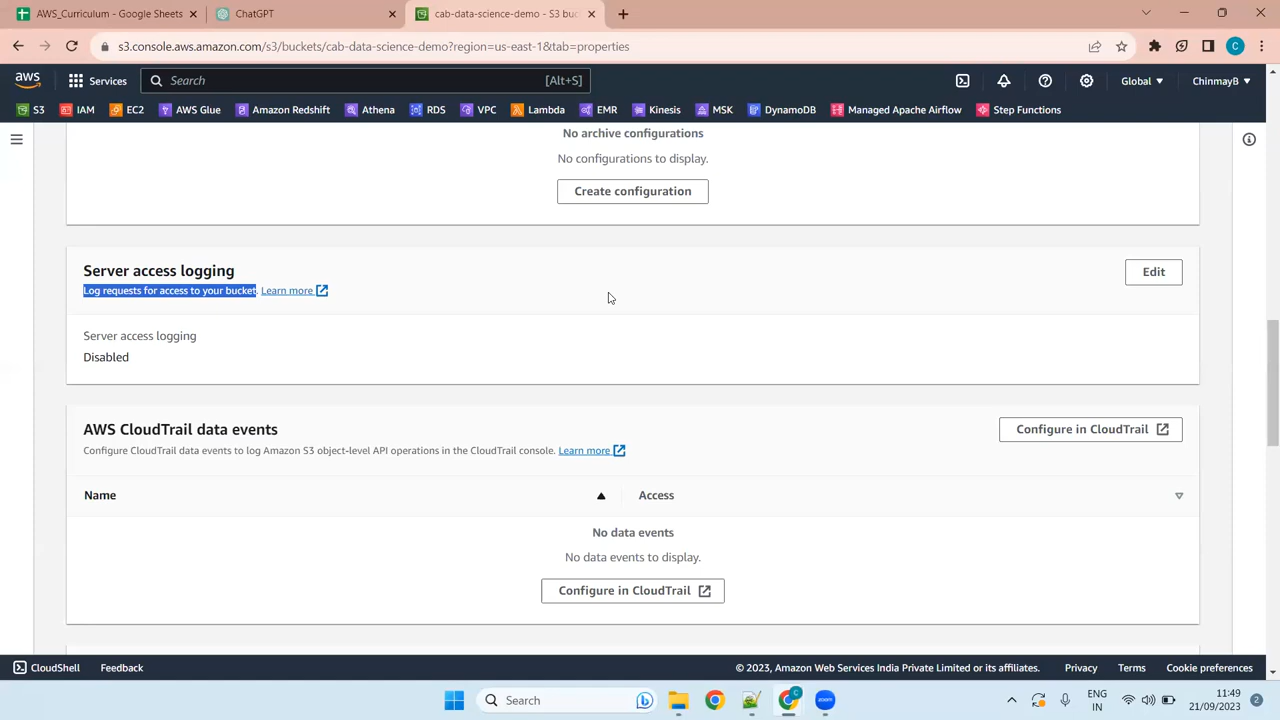 AWS_Curriculum - Google Sheets
ChatGPT
cab-data-science-demo - S3 buc
s3.console.aws.amazon.com/s3/buckets/cab-data-science-demo?region=us-east-1&tab=properties
C
aws
Services
Search
[Alt+S]
Global
ChinmayB
S3
IAM
EC2
AWS Glue
Amazon Redshift
Athena
RDS
VPC
Lambda
EMR
Kinesis
MSK
DynamoDB
Managed Apache Airflow
Step Functions
No archive configurations
No configurations to display.
Create configuration
Server access logging
Edit
Log requests for access to your bucket. Learn more
Server access logging
Disabled
AWS CloudTrail data events
Configure in CloudTrail
Configure CloudTrail data events to log Amazon S3 object-level API operations in the CloudTrail console. Learn more
Name
Access
No data events
No data events to display.
Configure in CloudTrail
CloudShell
Feedback
© 2023, Amazon Web Services India Private Limited or its affiliates.
Privacy
Terms
Cookie preferences
Search
C
zoom
ENG
IN
11:49
21/09/2023
2